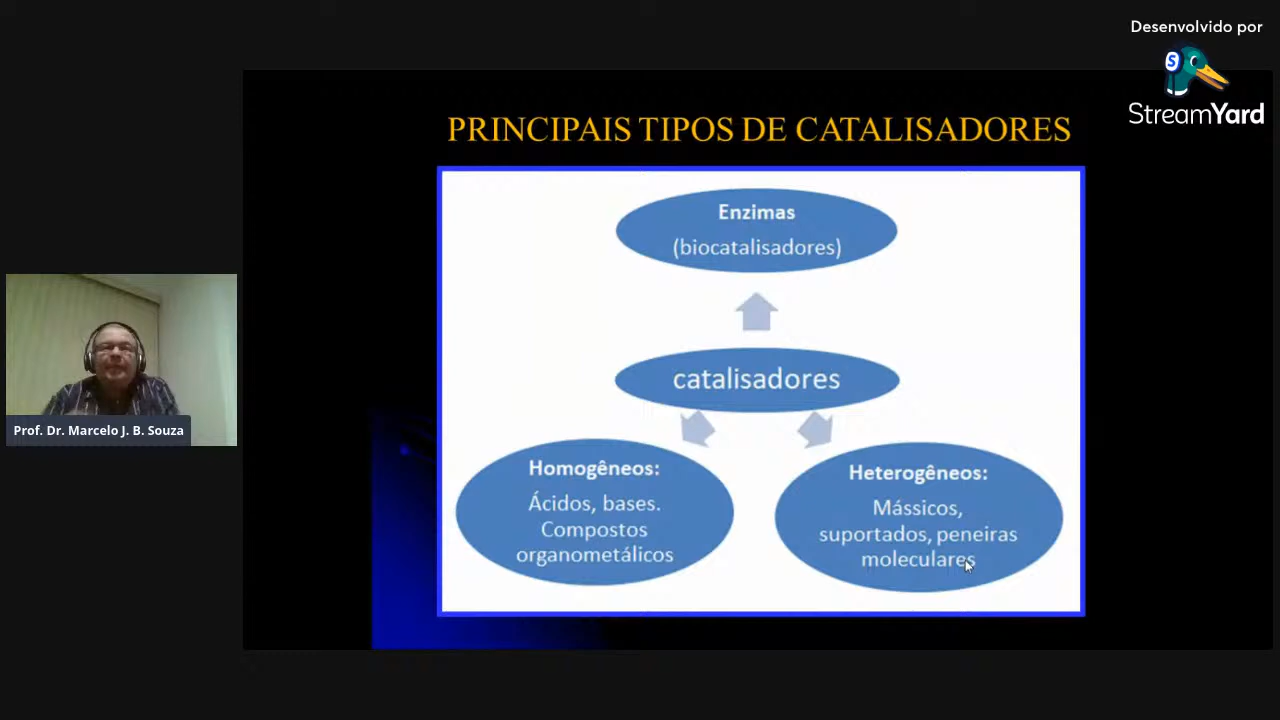 Desenvolvido por
StreamYard
PRINCIPAIS TIPOS DE CATALISADORES
Enzimas
(biocatalisadores)
catalisadores
Homogêneos:
Ácidos, bases.
Compostos
organometálicos
Heterogêneos:
Mássicos,
suportados, peneiras
moleculares
Prof. Dr. Marcelo J. B. Souza